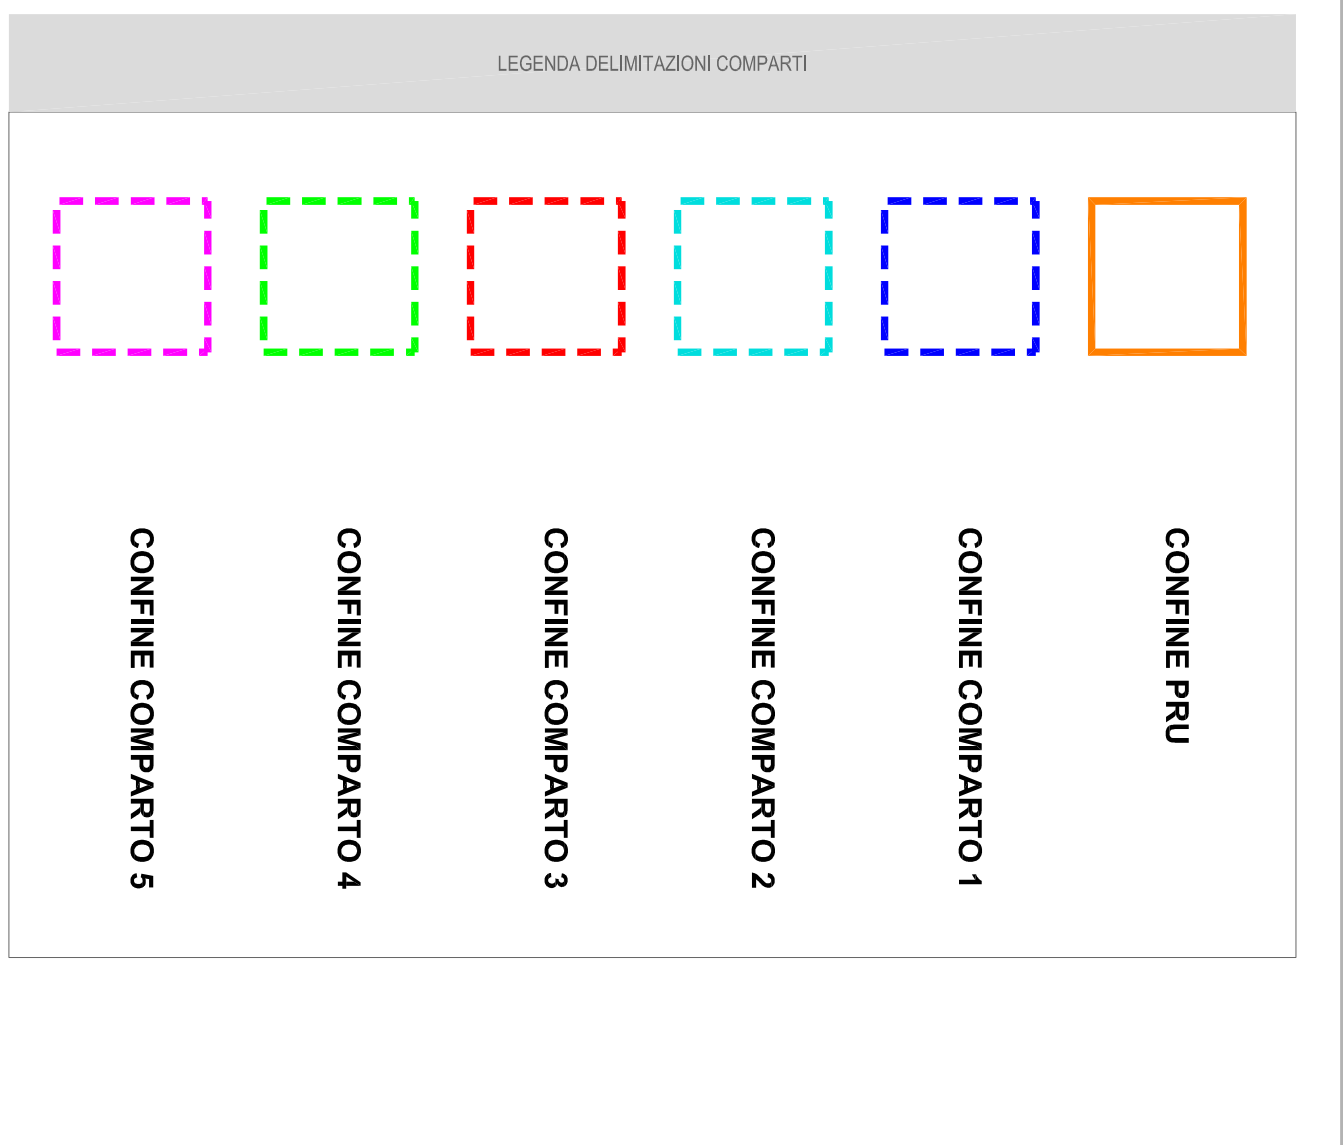 LEGENDA DELIMITAZIONI COMPARTI
CONFINE PRU
CONFINE COMPARTO 1
CONFINE COMPARTO 2
CONFINE COMPARTO 3
CONFINE COMPARTO 4
CONFINE COMPARTO 5